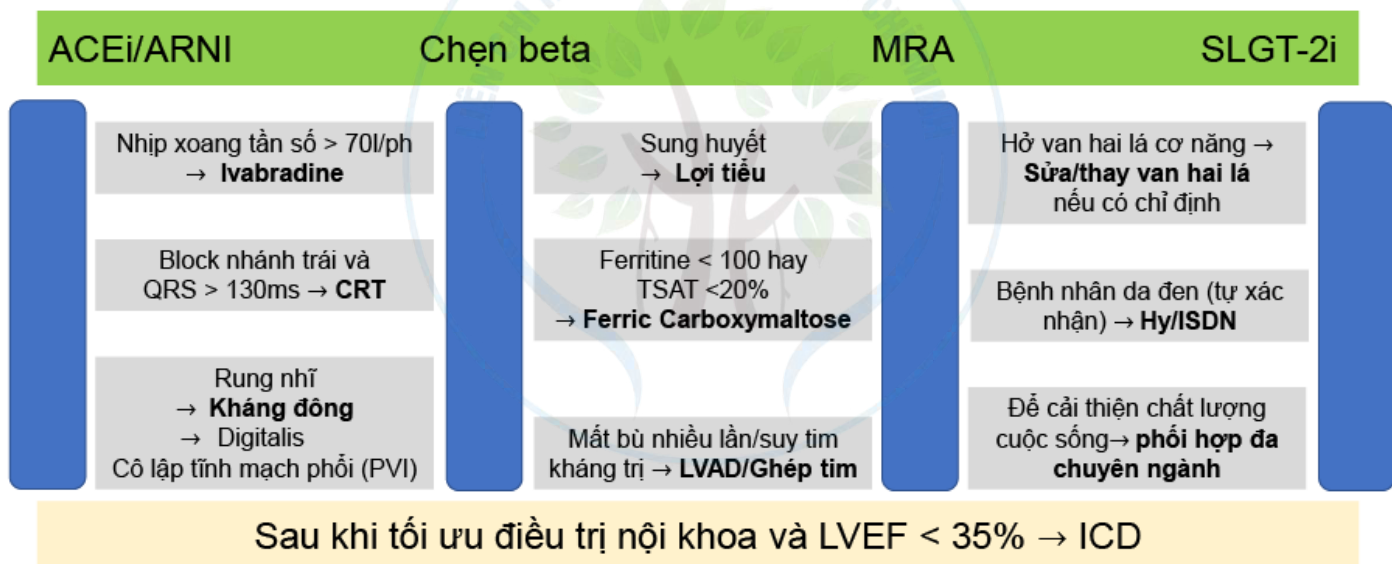 ACEi/ARNI Chẹn beta MRA SLGT-2i
Nhịp xoang tần số > 70l/ph
→ Ivabradine
Block nhánh trái và
QRS > 130ms → CRT
Rung nhĩ
→ Kháng đông
→ Digitalis
Cô lập tĩnh mạch phổi (PVI)
Sung huyết
→ Lợi tiểu
Ferritine < 100 hay
TSAT <20%
→ Ferric Carboxymaltose
Mất bù nhiều lần/suy tim
kháng trị → LVAD/Ghép tim
Hở van hai lá cơ năng →
Sửa/thay van hai lá
nếu có chỉ định
Bệnh nhân da đen (tự xác
nhận) → Hy/ISDN
Để cải thiện chất lượng
cuộc sống→ phối hợp đa
chuyên ngành
Sau khi tối ưu điều trị nội khoa và LVEF < 35% → ICD